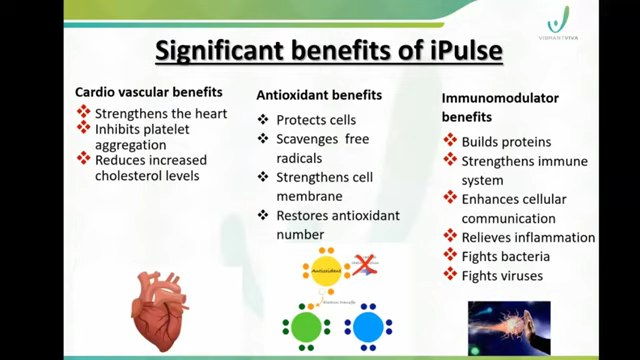 VIBRANTVIVA
Significant benefits of iPulse
Cardio vascular benefits
Strengthens the heart
Inhibits platelet
aggregation
Reduces increased
cholesterol levels
Antioxidant benefits
Protects cells
Scavenges free
radicals
Strengthens cell
membrane
Restores antioxidant
number
Antioxidant
Immunomodulator
benefits
Builds proteins
Strengthens immune
system
Enhances cellular
communication
Relieves inflammation
Fights bacteria
Fights viruses